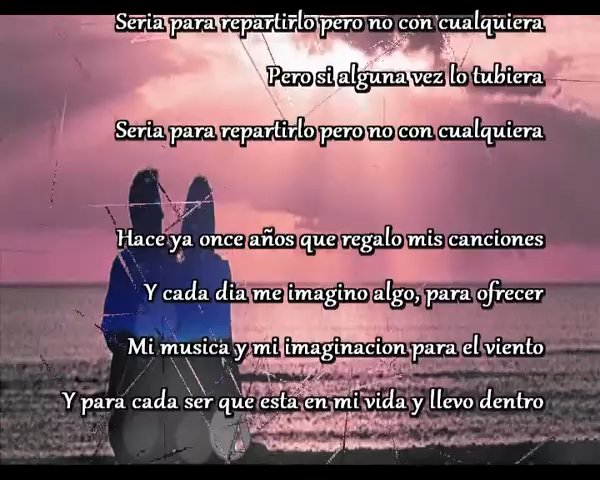 Seria para repartirlo pero no con cualquiera
Pero si alguna vez lo tubiera
Seria para repartirlo pero no con cualquiera
Hace ya once años que regalo mis canciones
Y cada dia me imagino algo, para ofrecer
Mi musica y mi imaginacion para el viento
Y para cada ser que esta en mi vida y llevo dentro